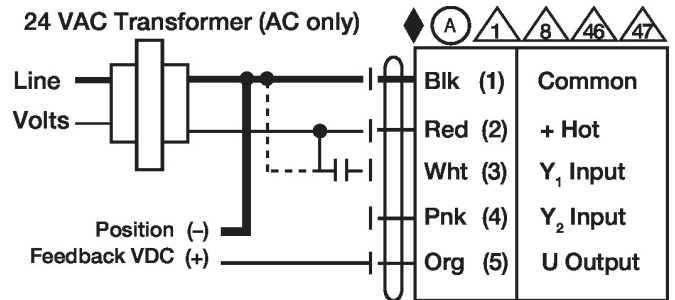 24 VAC Transformer (AC only)
A 1 8 46 47
Line
Volts
Blk (1) Common
Red (2) + Hot
Wht (3) Y1 Input
Pnk (4) Y2 Input
Position (–)
Feedback VDC (+)
Org (5) U Output